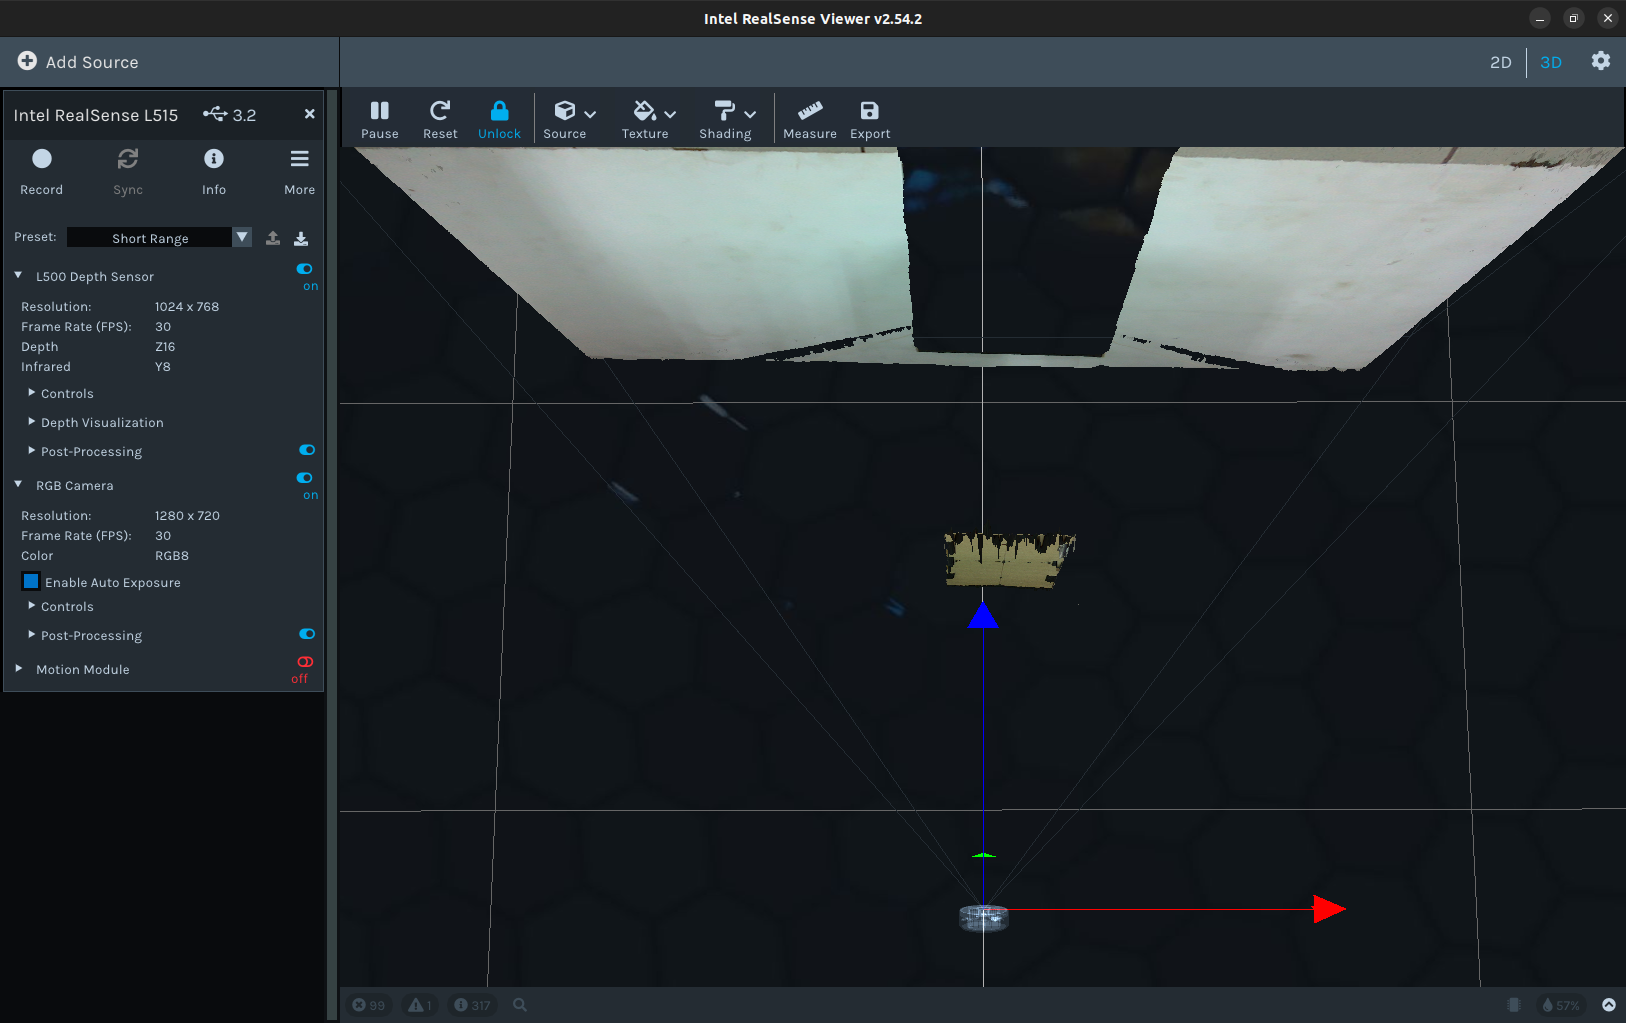 Intel RealSense Viewer v2.54.2
Add Source
2D
3D
Intel RealSense L515
3.2
Pause
Reset
Unlock
Source
Texture
Shading
Measure
Export
Record
Sync
Info
More
Preset:
Short Range
L500 Depth Sensor
on
Resolution: 1024 x 768
Frame Rate (FPS): 30
Depth Z16
Infrared Y8
Controls
Depth Visualization
Post-Processing
RGB Camera
on
Resolution: 1280 x 720
Frame Rate (FPS): 30
Color RGB8
Enable Auto Exposure
Controls
Post-Processing
Motion Module
off
99
1
317
57%